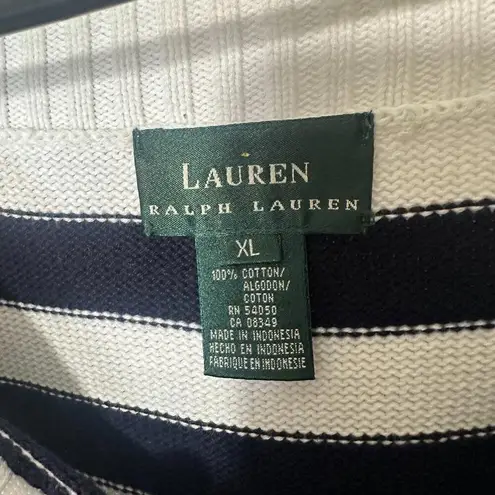 LAUREN
RALPH LAUREN
XL
100% COTTON/
ALGODON/
COTON
RN 54050
CA 08349
MADE IN INDONESIA
HECHO EN INDONESIA
FABRIQUE EN INDONESIE